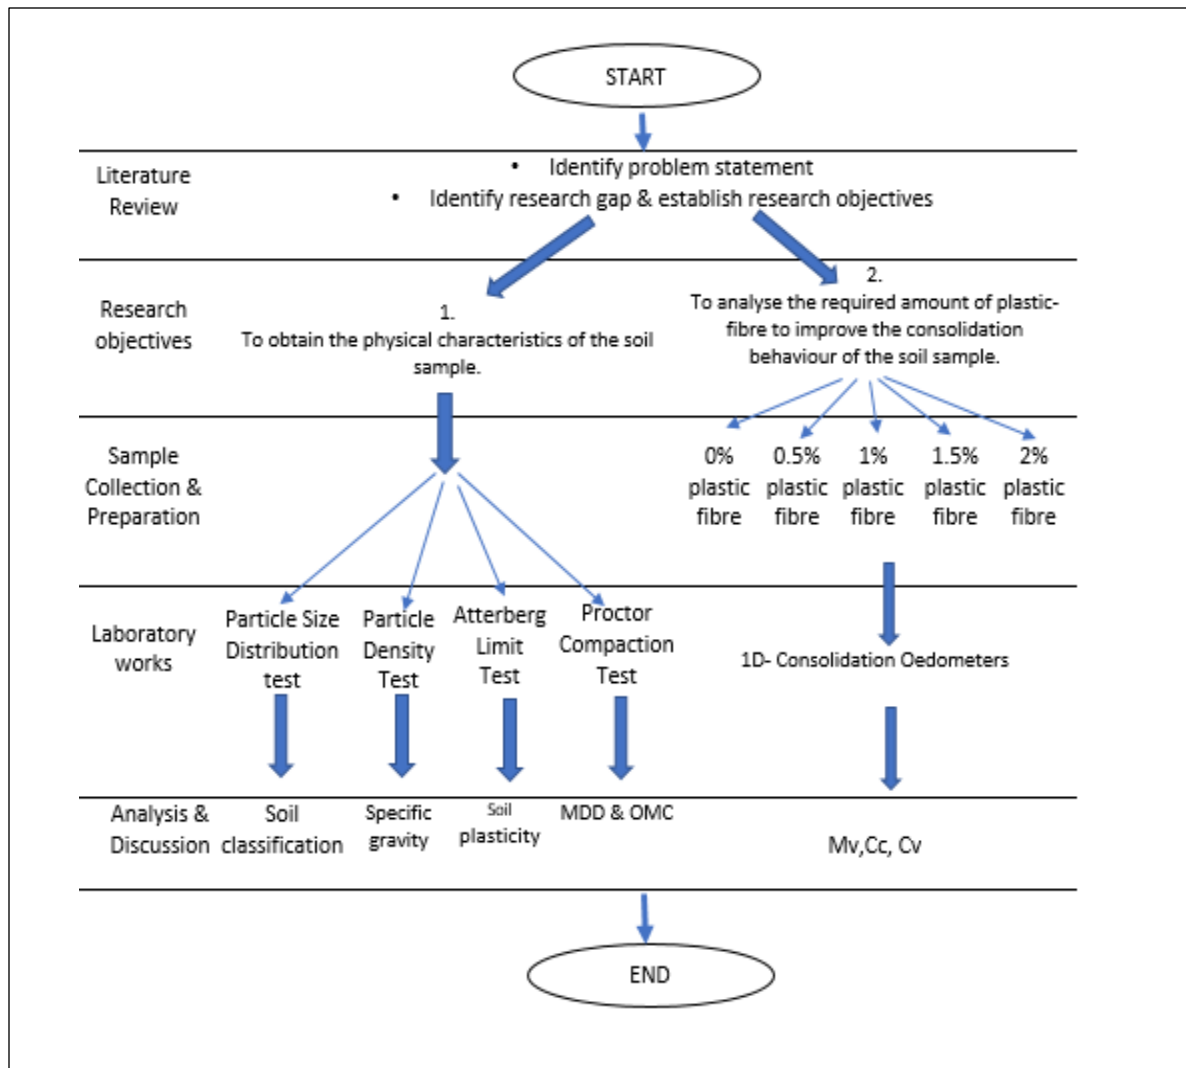 START
Literature
Review
• Identify problem statement
• Identify research gap & establish research objectives
Research
objectives
1.
To obtain the physical characteristics of the soil
sample.
2.
To analyse the required amount of plastic-
fibre to improve the consolidation
behaviour of the soil sample.
Sample
Collection &
Preparation
0%
plastic
fibre
0.5%
plastic
fibre
1%
plastic
fibre
1.5%
plastic
fibre
2%
plastic
fibre
Laboratory
works
Particle Size
Distribution
test
Particle
Density
Test
Atterberg
Limit
Test
Proctor
Compaction
Test
1D- Consolidation Oedometers
Analysis &
Discussion
Soil
classification
Specific
gravity
Soil
plasticity
MDD & OMC
Mv,Cc, Cv
END